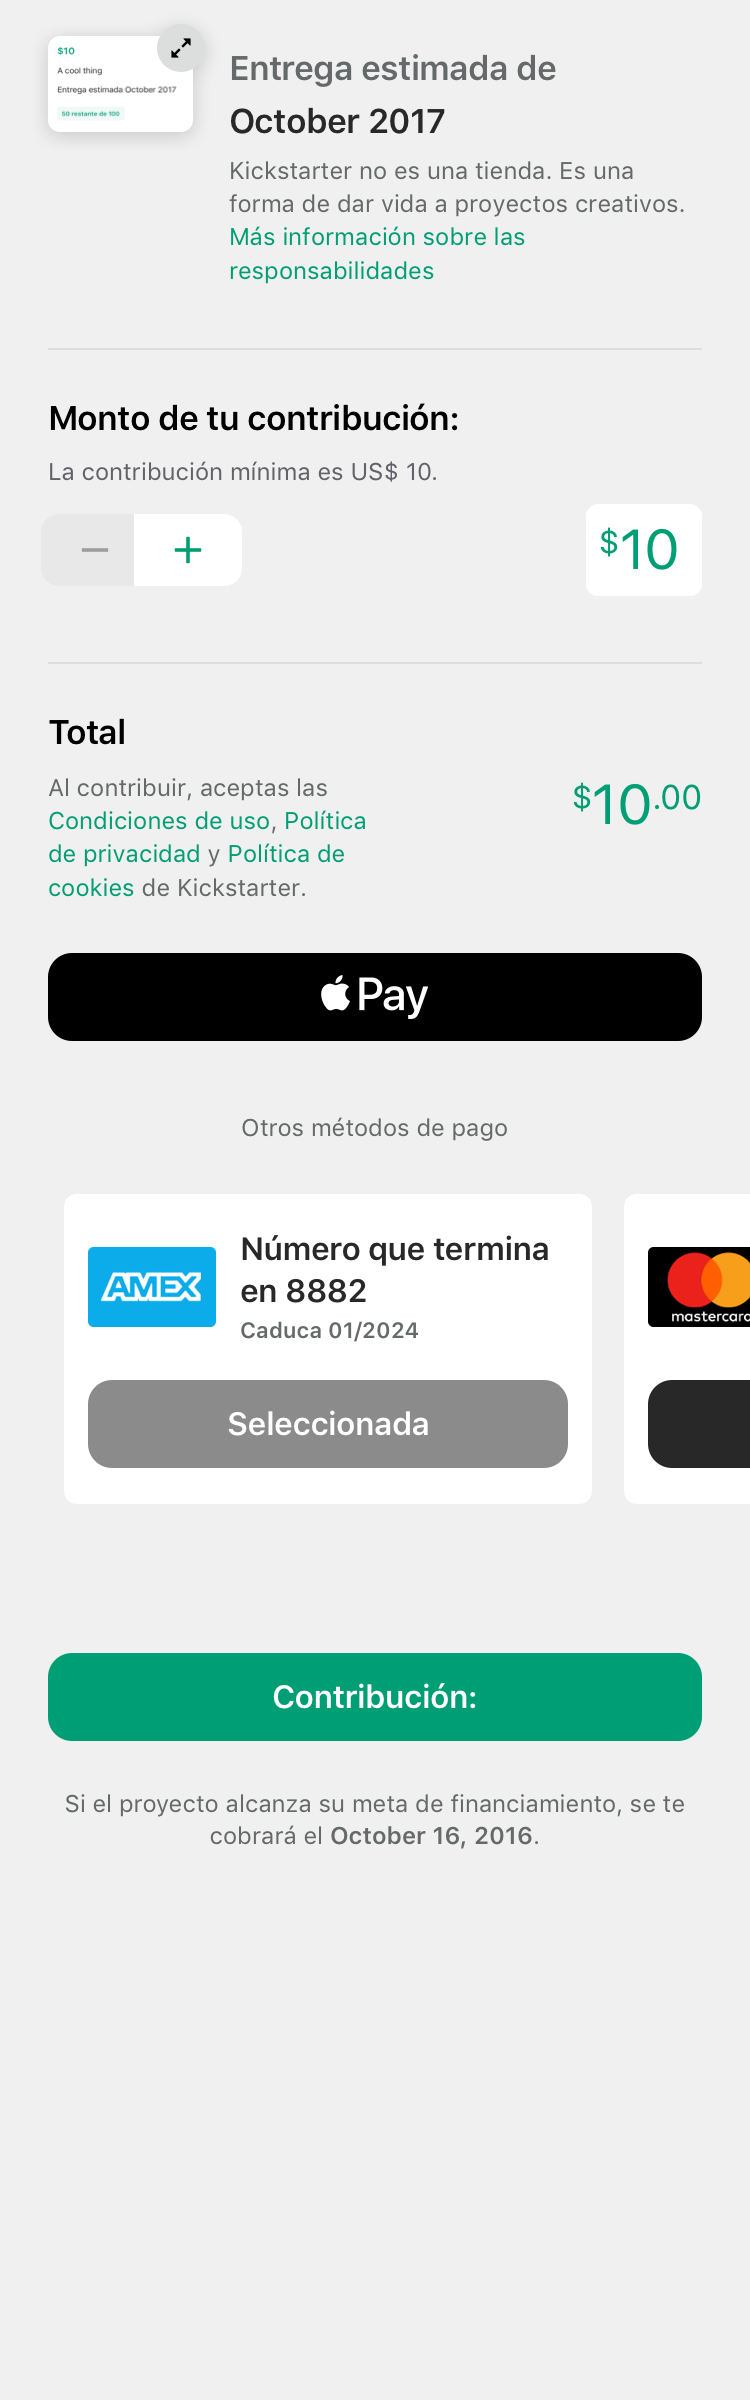 $10
A cool thing
Entrega estimada October 2017
50 restante de 100
Entrega estimada de
October 2017
Kickstarter no es una tienda. Es una
forma de dar vida a proyectos creativos.
Más información sobre las
responsabilidades
Monto de tu contribución:
La contribución mínima es US$ 10.
$10
Total
Al contribuir, aceptas las
Condiciones de uso, Política
de privacidad y Política de
cookies de Kickstarter.
$10.00
Pay
Otros métodos de pago
AMEX
Número que termina
en 8882
Caduca 01/2024
Seleccionada
mastercard
Contribución:
Si el proyecto alcanza su meta de financiamiento, se te
cobrará el October 16, 2016.